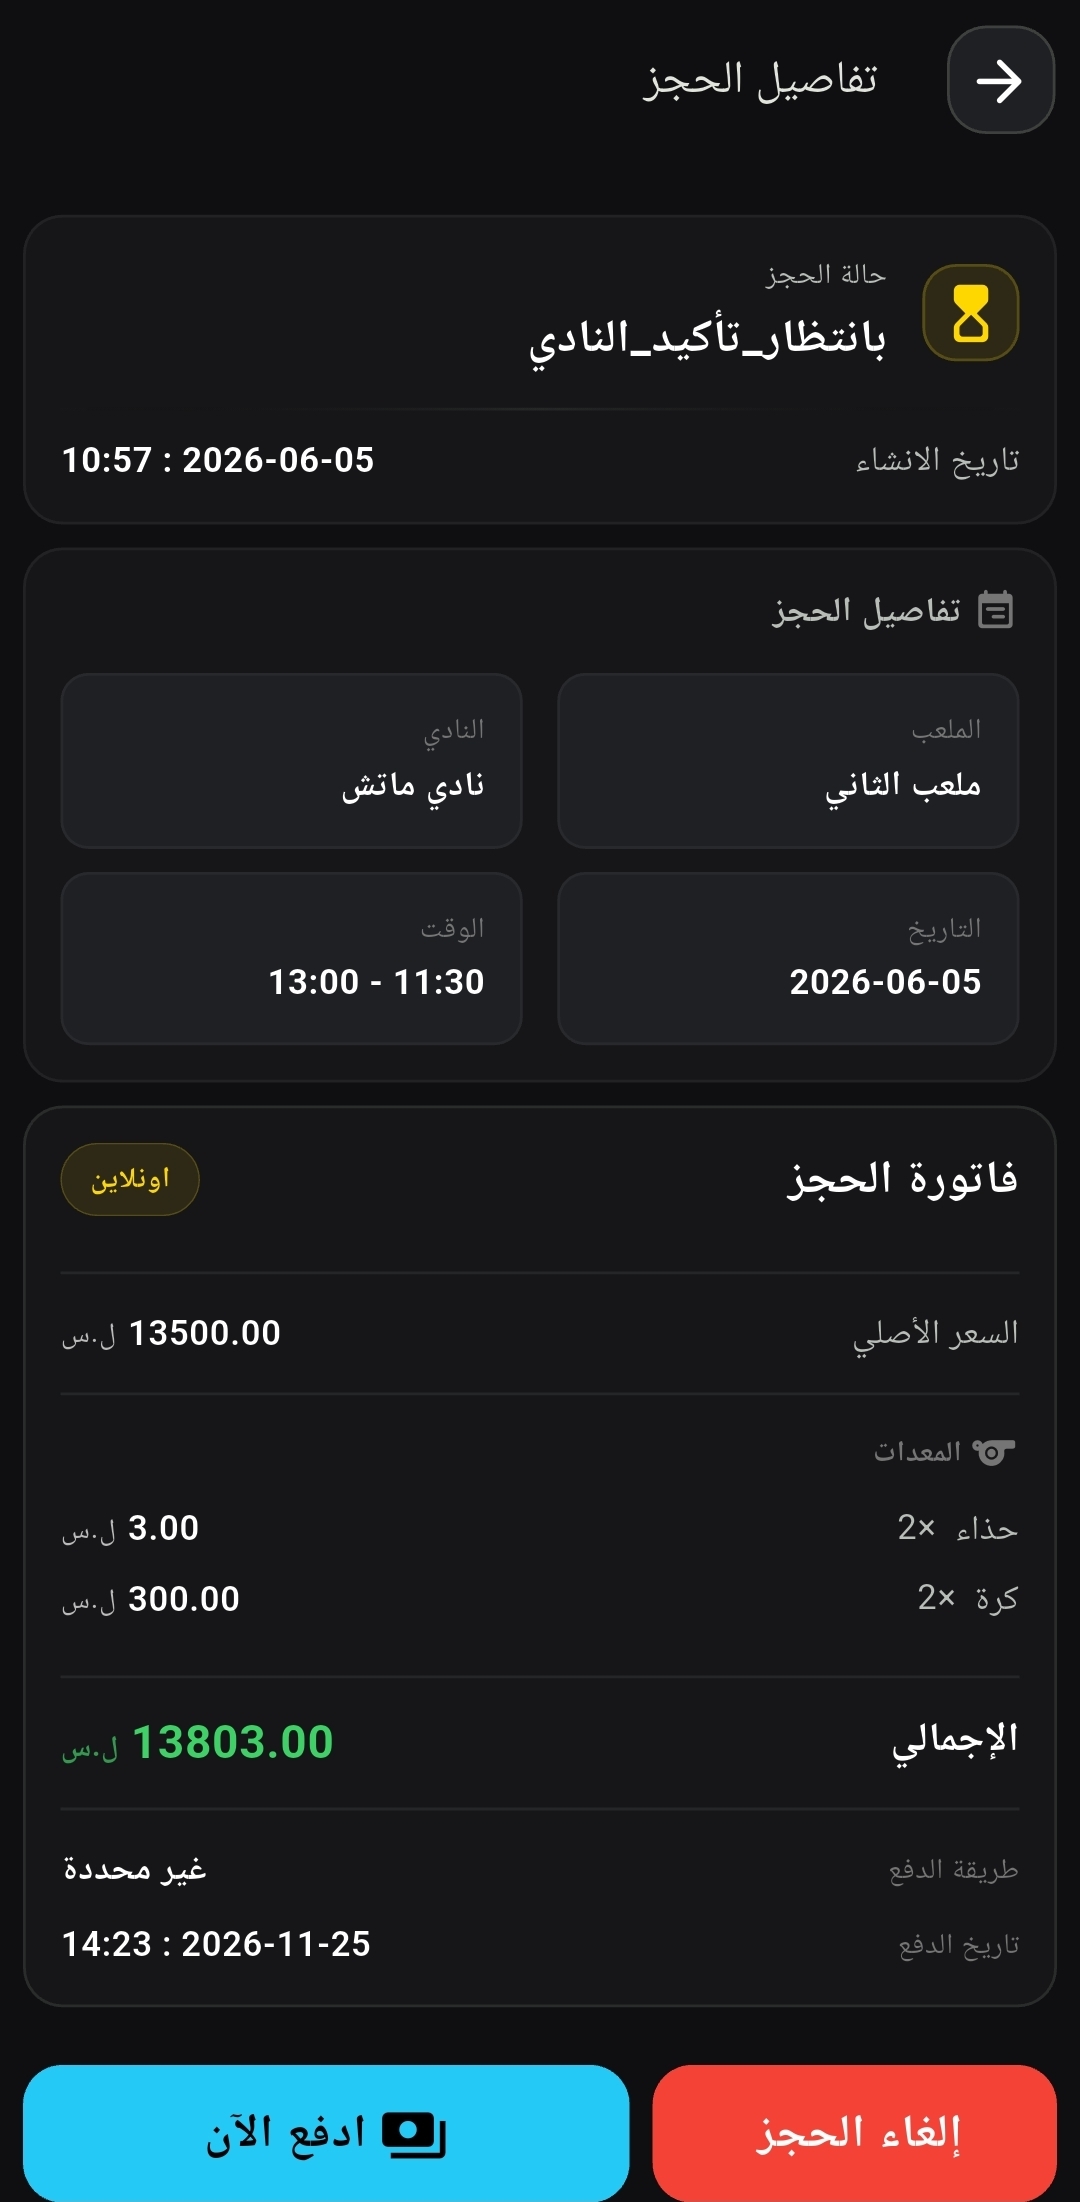 تفاصيل الحجز
حالة الحجز
بانتظار_تأكيد_النادي
تاريخ الانشاء
10:57 : 2026-06-05
تفاصيل الحجز
الملعب
ملعب الثاني
النادي
نادي ماتش
التاريخ
2026-06-05
الوقت
13:00 - 11:30
فاتورة الحجز
اونلاين
السعر الأصلي
13500.00 ل.س
المعدات
حذاء ×2
3.00 ل.س
كرة ×2
300.00 ل.س
الإجمالي
13803.00 ل.س
طريقة الدفع
غير محددة
تاريخ الدفع
14:23 : 2026-11-25
إلغاء الحجز
ادفع الآن